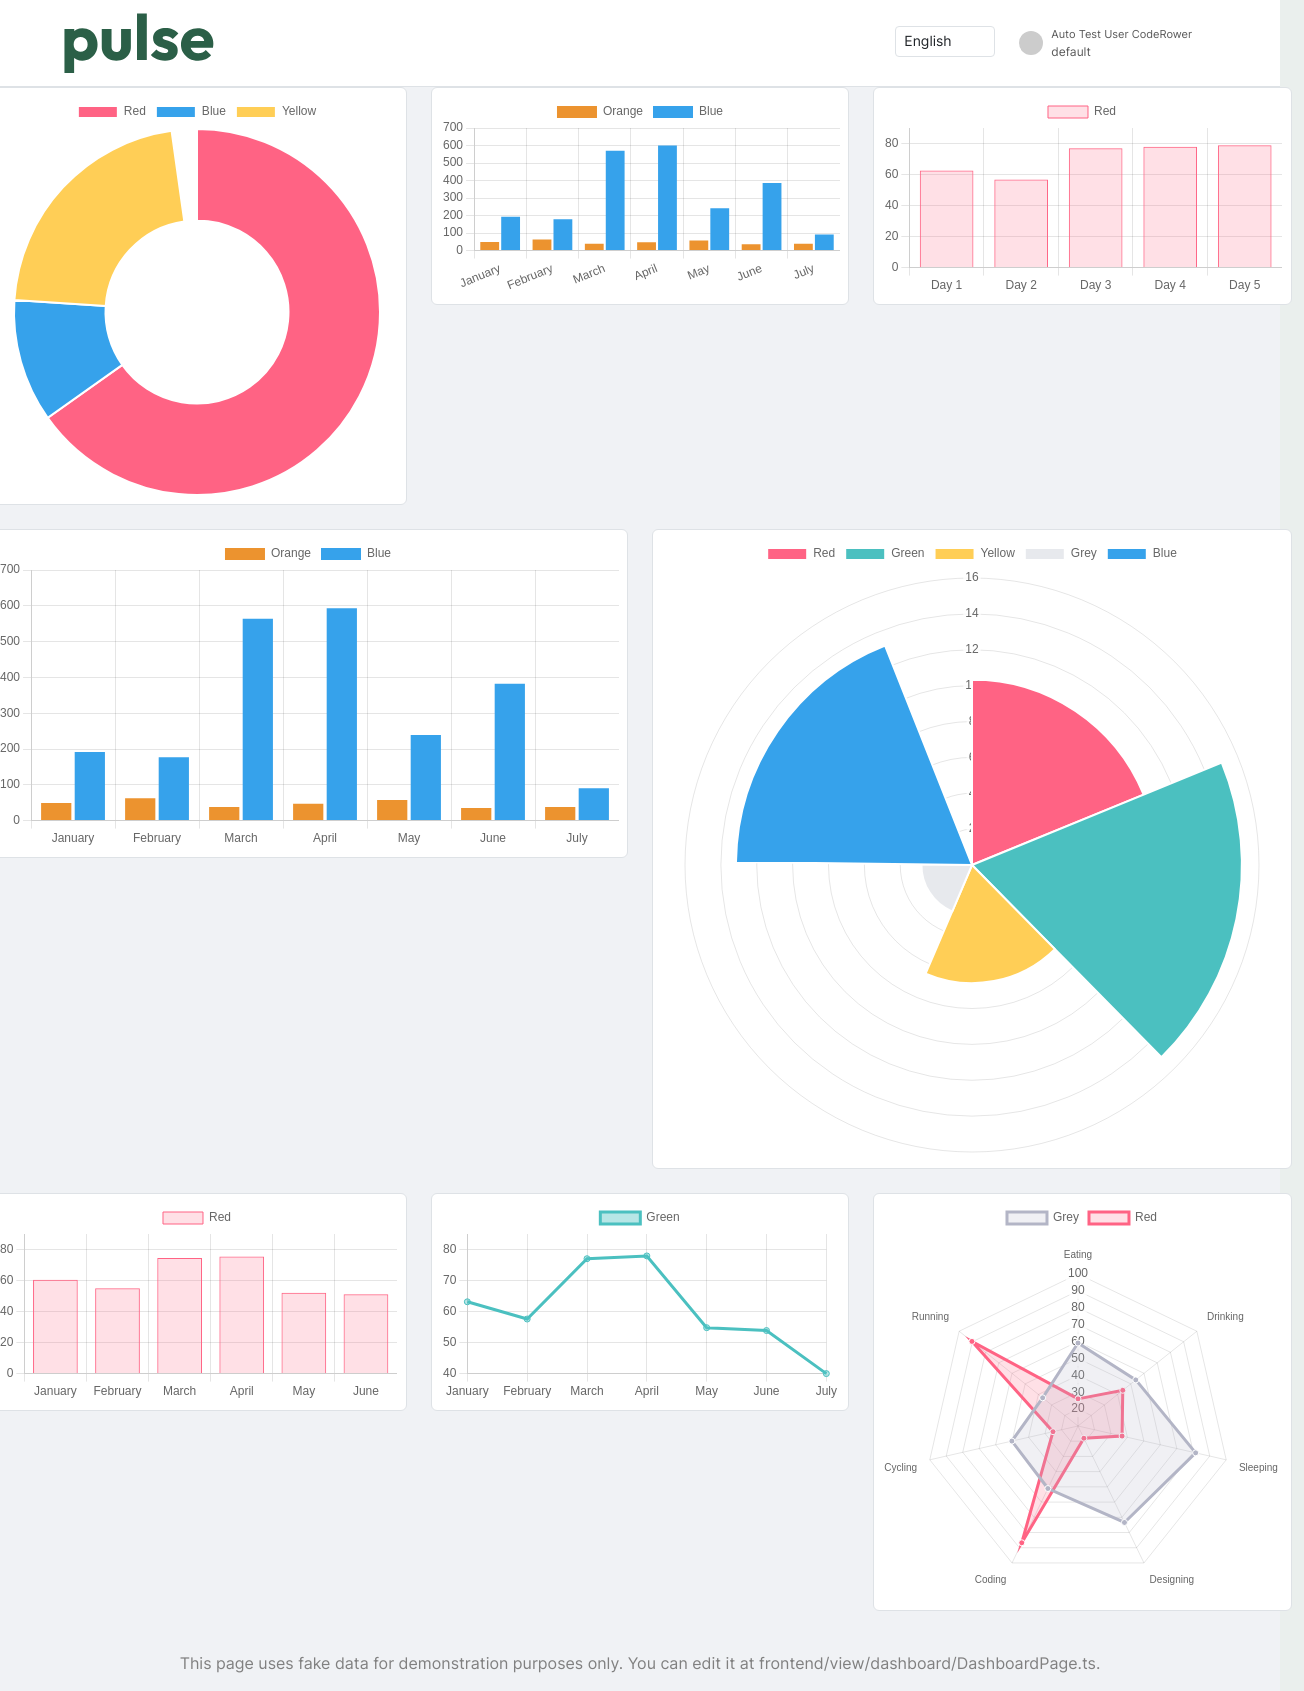 pulse
English
Auto Test User CodeRower
default
Red Blue Yellow
Orange Blue
700
600
500
400
300
200
100
0
January February March April May June July
Red
80
60
40
20
0
Day 1 Day 2 Day 3 Day 4 Day 5
Orange Blue
700
600
500
400
300
200
100
0
January February March April May June July
Red Green Yellow Grey Blue
16
14
12
Red
80
60
40
20
0
January February March April May June
Green
80
70
60
50
40
January February March April May June July
Grey Red
Eating
100
90
80
70
60
50
40
30
20
Running
Drinking
Cycling
Sleeping
Coding
Designing
This page uses fake data for demonstration purposes only. You can edit it at frontend/view/dashboard/DashboardPage.ts.